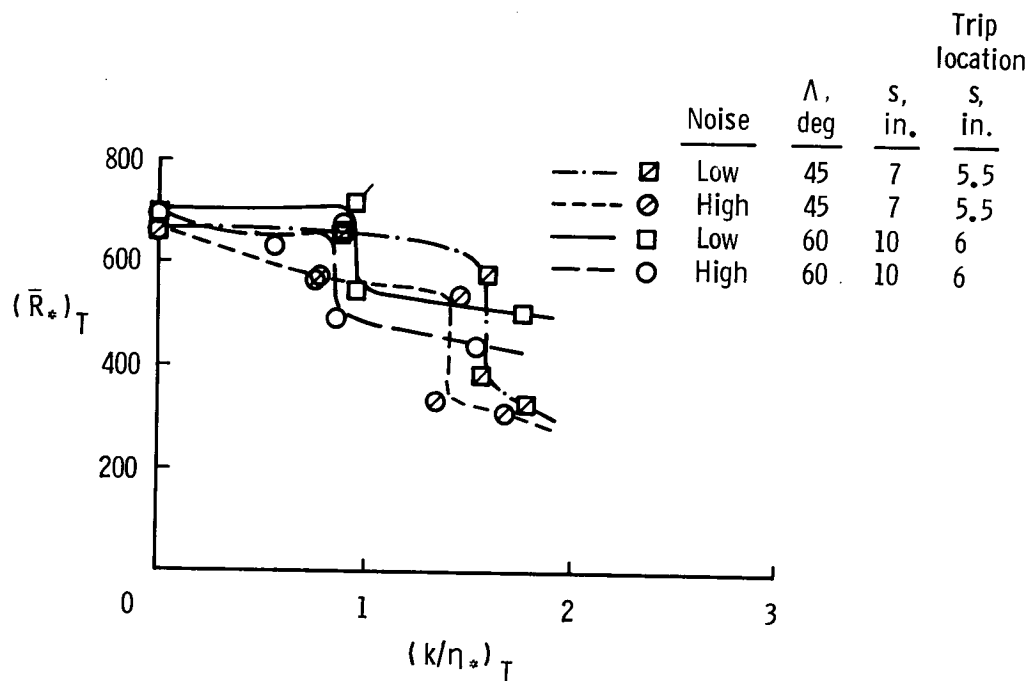 Trip
location
Λ, s, s,
Noise deg in. in.
Low 45 7 5.5
High 45 7 5.5
Low 60 10 6
High 60 10 6
800
600
(R̄*)T
400
200
0 1 2 3
(k/η*)T